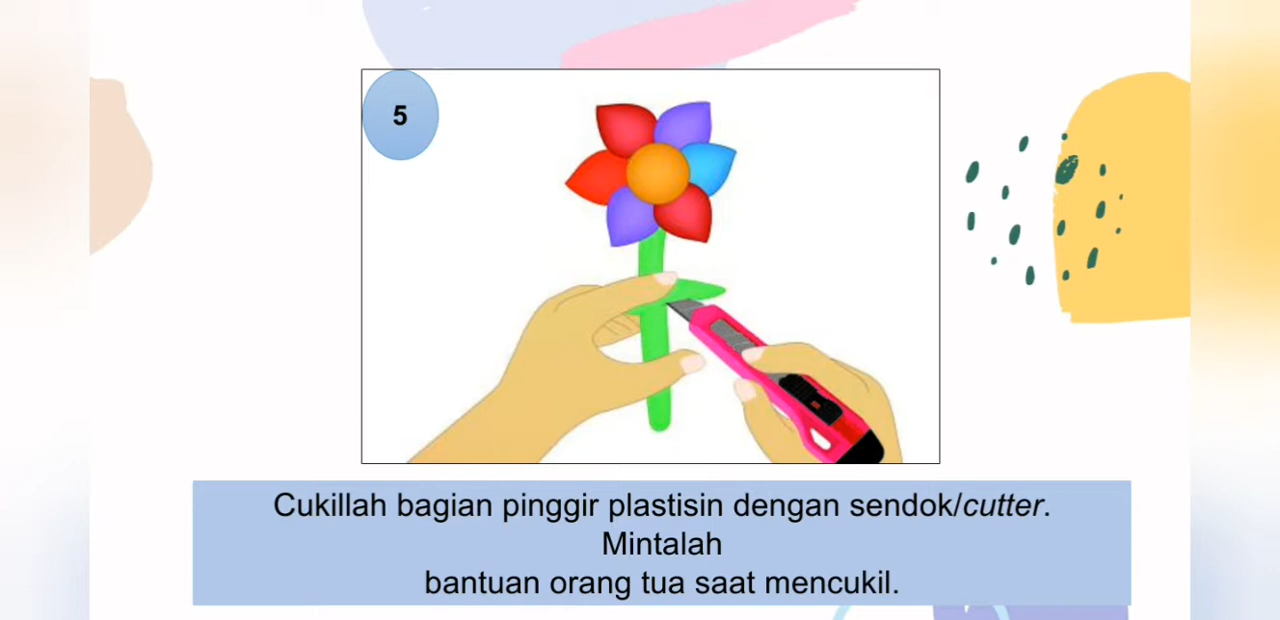 5
Cukillah bagian pinggir plastisin dengan sendok/cutter.
Mintalah
bantuan orang tua saat mencukil.